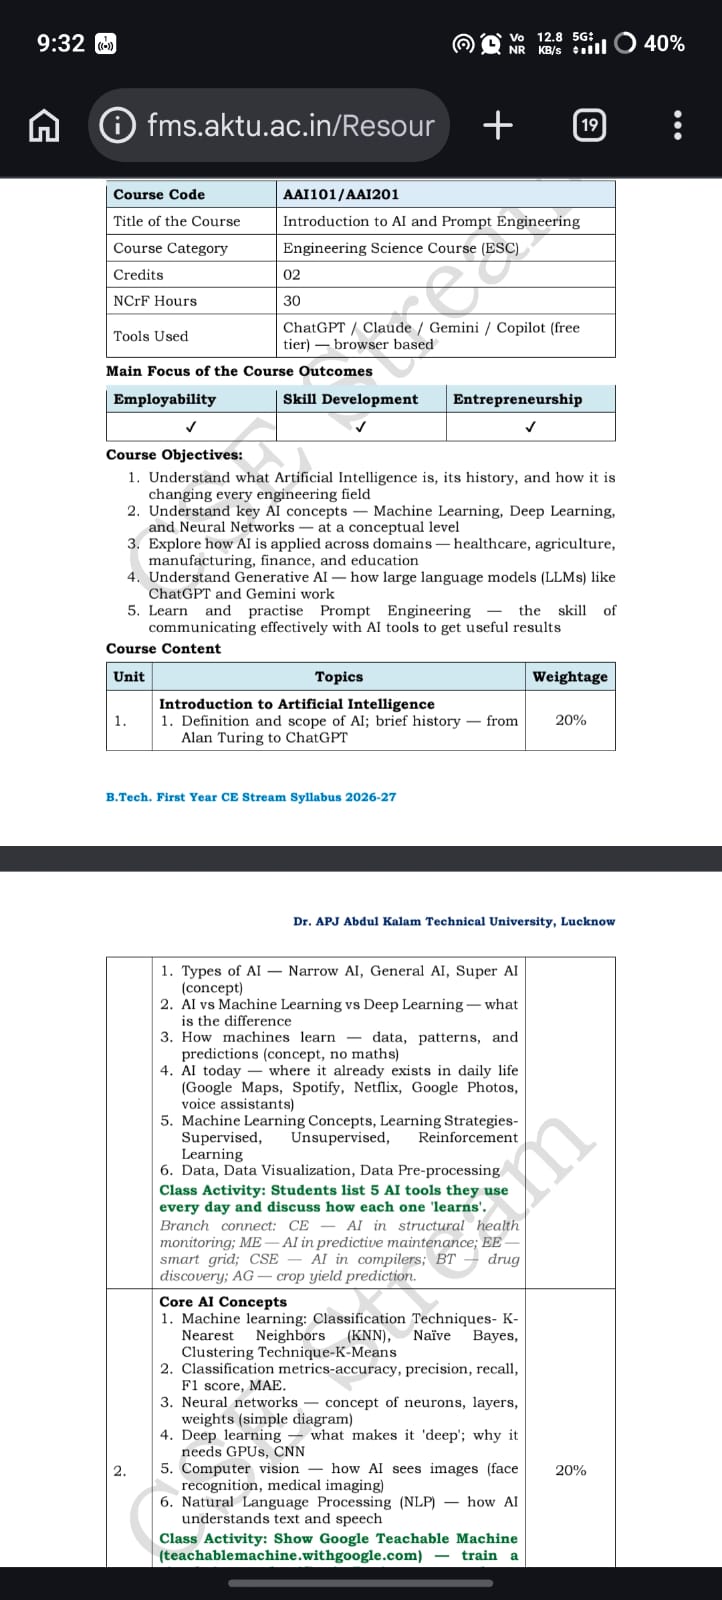 9:32
Vo NR 12.8 KB/s 5G 40%
fms.aktu.ac.in/Resour
19
Course Code AAI101/AAI201
Title of the Course Introduction to AI and Prompt Engineering
Course Category Engineering Science Course (ESC)
Credits 02
NCrF Hours 30
Tools Used ChatGPT / Claude / Gemini / Copilot (free
tier) — browser based
Main Focus of the Course Outcomes
Employability Skill Development Entrepreneurship
✓ ✓ ✓
Course Objectives:
1. Understand what Artificial Intelligence is, its history, and how it is
changing every engineering field
2. Understand key AI concepts — Machine Learning, Deep Learning,
and Neural Networks — at a conceptual level
3. Explore how AI is applied across domains — healthcare, agriculture,
manufacturing, finance, and education
4. Understand Generative AI — how large language models (LLMs) like
ChatGPT and Gemini work
5. Learn and practise Prompt Engineering — the skill of
communicating effectively with AI tools to get useful results
Course Content
Unit Topics Weightage
Introduction to Artificial Intelligence
1. 1. Definition and scope of AI; brief history — from 20%
Alan Turing to ChatGPT
B.Tech. First Year CE Stream Syllabus 2026-27
Dr. APJ Abdul Kalam Technical University, Lucknow
1. Types of AI — Narrow AI, General AI, Super AI
(concept)
2. AI vs Machine Learning vs Deep Learning — what
is the difference
3. How machines learn — data, patterns, and
predictions (concept, no maths)
4. AI today — where it already exists in daily life
(Google Maps, Spotify, Netflix, Google Photos,
voice assistants)
5. Machine Learning Concepts, Learning Strategies-
Supervised, Unsupervised, Reinforcement
Learning
6. Data, Data Visualization, Data Pre-processing
Class Activity: Students list 5 AI tools they use
every day and discuss how each one 'learns'.
Branch connect: CE — AI in structural health
monitoring; ME — AI in predictive maintenance; EE —
smart grid; CSE — AI in compilers; BT — drug
discovery; AG — crop yield prediction.
Core AI Concepts
1. Machine learning: Classification Techniques- K-
Nearest Neighbors (KNN), Naïve Bayes,
Clustering Technique-K-Means
2. Classification metrics-accuracy, precision, recall,
F1 score, MAE.
3. Neural networks — concept of neurons, layers,
weights (simple diagram)
4. Deep learning — what makes it 'deep'; why it
needs GPUs, CNN
2. 5. Computer vision — how AI sees images (face 20%
recognition, medical imaging)
6. Natural Language Processing (NLP) — how AI
understands text and speech
Class Activity: Show Google Teachable Machine
(teachablemachine.withgoogle.com) — train a
CSE Stream
CSE Stream